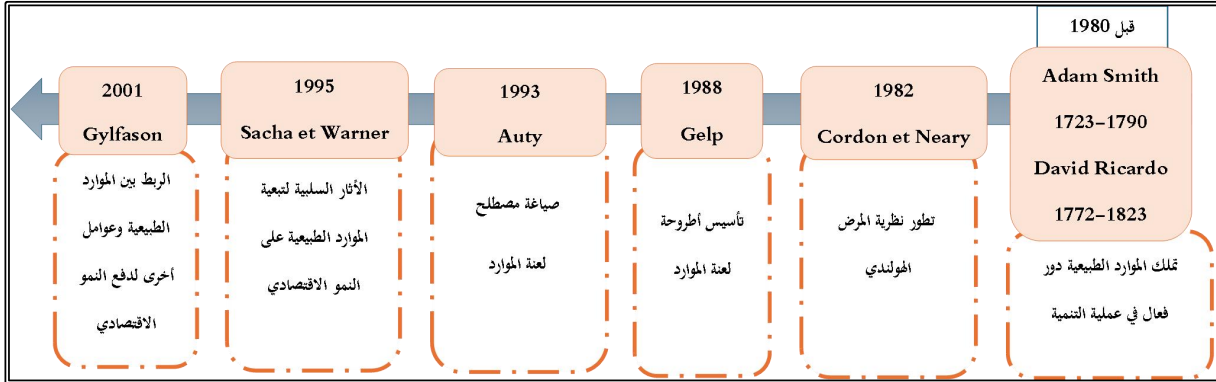 قبل 1980
Adam Smith
1723–1790
David Ricardo
1772–1823
تملك الموارد الطبيعية دور
فعال في عملية التنمية
1982
Cordon et Neary
تطور نظرية المرض
الهولندي
1988
Gelp
تأسيس أطروحة
لعنة الموارد
1993
Auty
صياغة مصطلح
لعنة الموارد
1995
Sacha et Warner
الأثار السلبية لتبعية
الموارد الطبيعية على
النمو الاقتصادي
2001
Gylfason
الربط بين الموارد
الطبيعية وعوامل
أخرى لدفع النمو
الاقتصادي